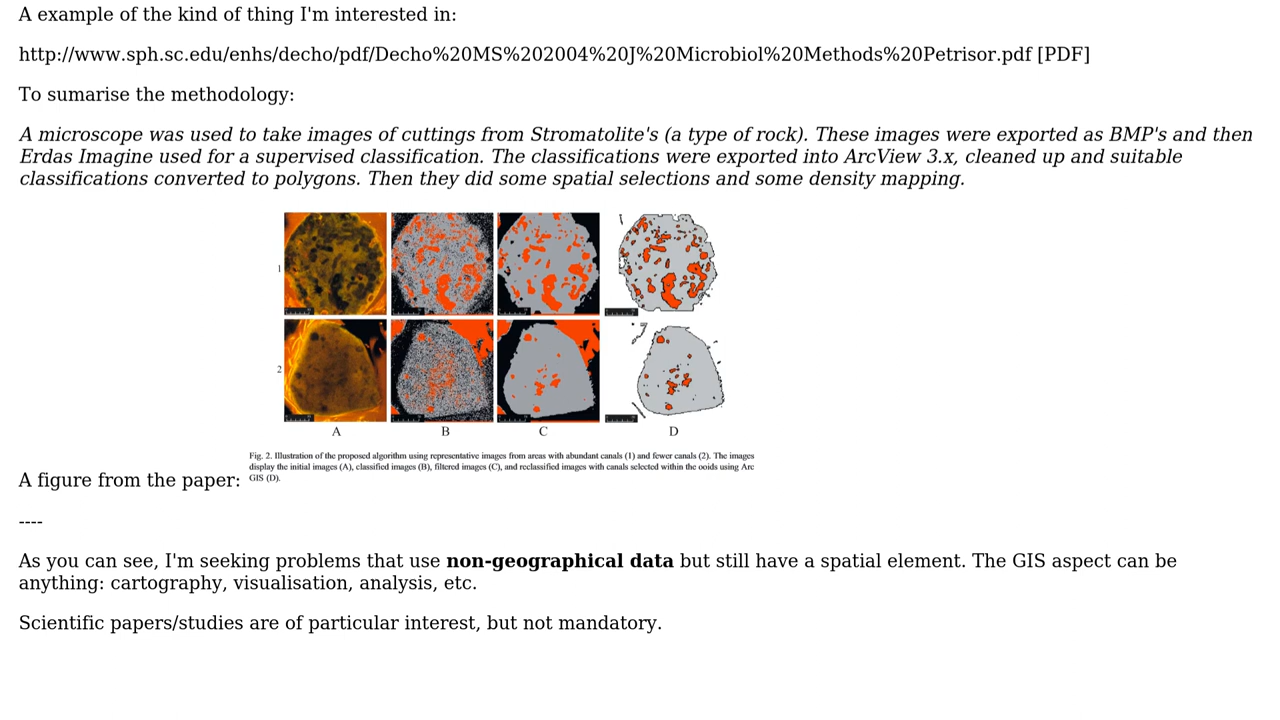 A example of the kind of thing I'm interested in:
http://www.sph.sc.edu/enhs/decho/pdf/Decho%20MS%202004%20J%20Microbiol%20Methods%20Petrisor.pdf [PDF]
To sumarise the methodology:
A microscope was used to take images of cuttings from Stromatolite's (a type of rock). These images were exported as BMP's and then
Erdas Imagine used for a supervised classification. The classifications were exported into ArcView 3.x, cleaned up and suitable
classifications converted to polygons. Then they did some spatial selections and some density mapping.
1
2
A B C D
Fig. 2. Illustration of the proposed algorithm using representative images from areas with abundant canals (1) and fewer canals (2). The images
display the initial images (A), classified images (B), filtered images (C), and reclassified images with canals selected within the ooids using Arc
GIS (D).
A figure from the paper:
----
As you can see, I'm seeking problems that use non-geographical data but still have a spatial element. The GIS aspect can be
anything: cartography, visualisation, analysis, etc.
Scientific papers/studies are of particular interest, but not mandatory.